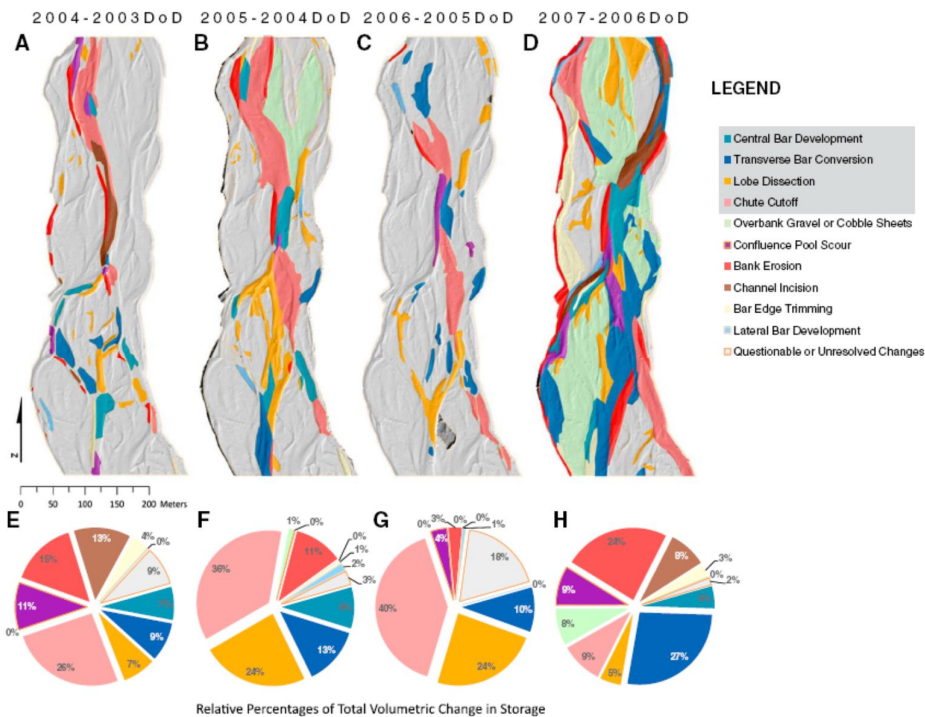 2004-2003DoD
2005-2004DoD
2006-2005DoD
2007-2006DoD
A
B
C
D
LEGEND
Central Bar Development
Transverse Bar Conversion
Lobe Dissection
Chute Cutoff
Overbank Gravel or Cobble Sheets
Confluence Pool Scour
Bank Erosion
Channel Incision
Bar Edge Trimming
Lateral Bar Development
Questionable or Unresolved Changes
Z
0 50 100 150 200 Meters
E
13%
4%
0%
9%
9%
7%
26%
0%
11%
F
1%
0%
11%
0%
1%
2%
3%
13%
24%
36%
G
0%
3%
0%
0%
1%
4%
18%
0%
10%
24%
40%
H
24%
8%
3%
0%
2%
27%
5%
9%
8%
9%
Relative Percentages of Total Volumetric Change in Storage